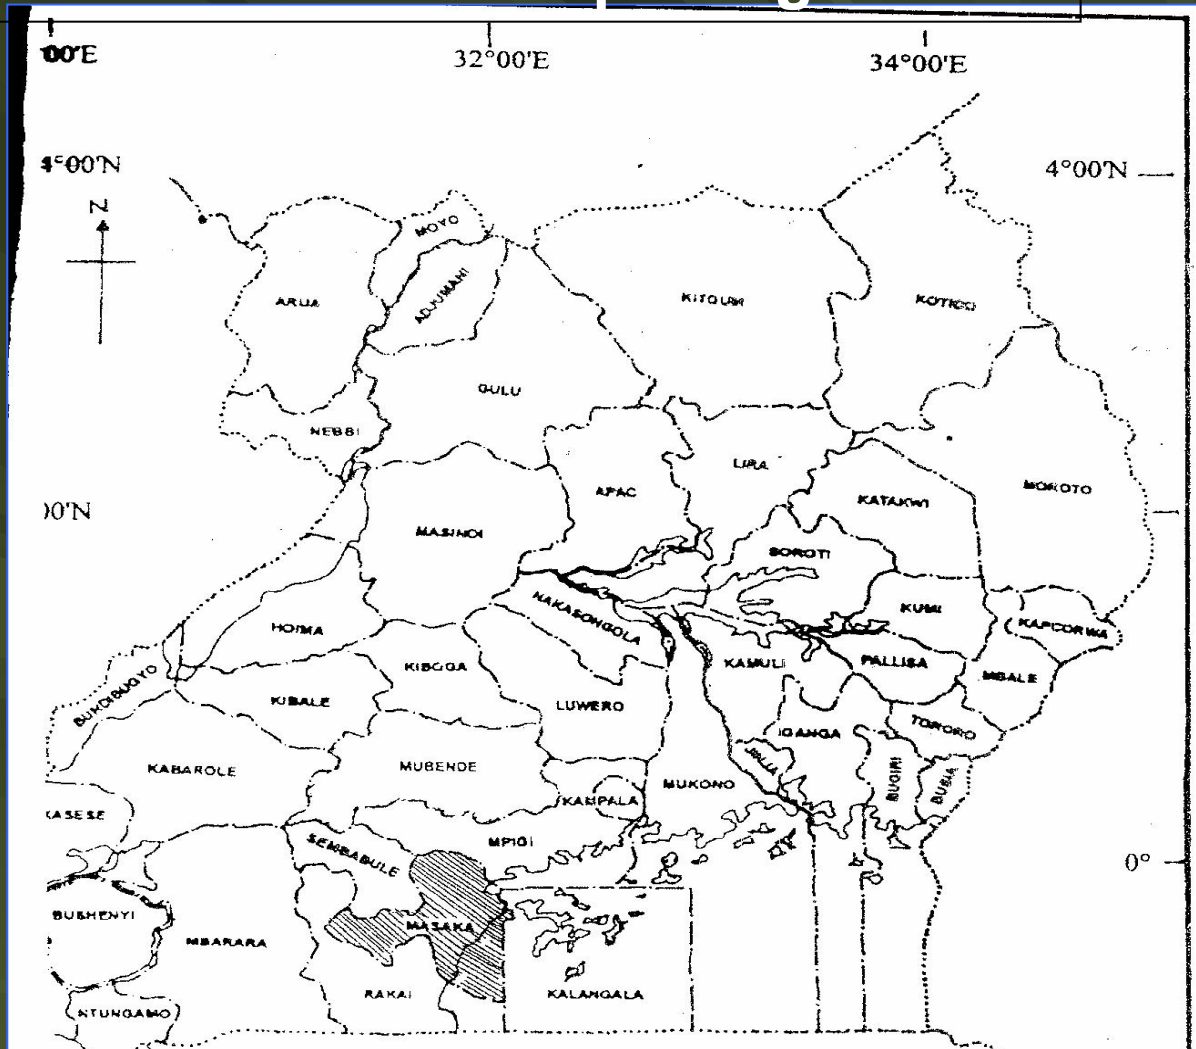 00'E
32°00'E
34°00'E
4°00'N
4°00'N
N
MOYO
ADJUMANI
ARUA
KITGUM
KOTIDO
GULU
NEBBI
LIRA
APAC
KATAKWI
MOROTO
)0'N
MASINDI
SOROTI
NAKASONGOLA
KUMI
KAPCORWA
HOIMA
KAMULI
PALLISA
MBALE
KIBOGA
BUNDIBUGYO
KIBALE
LUWERO
TORORO
IGANGA
KABAROLE
MUBENDE
JINJA
BUGIRI
BUSIA
MUKONO
KAMPALA
KASESE
MPIGI
SEMBABULE
0°
BUSHENYI
MASAKA
MBARARA
RAKAI
KALANGALA
NTUNGAMO